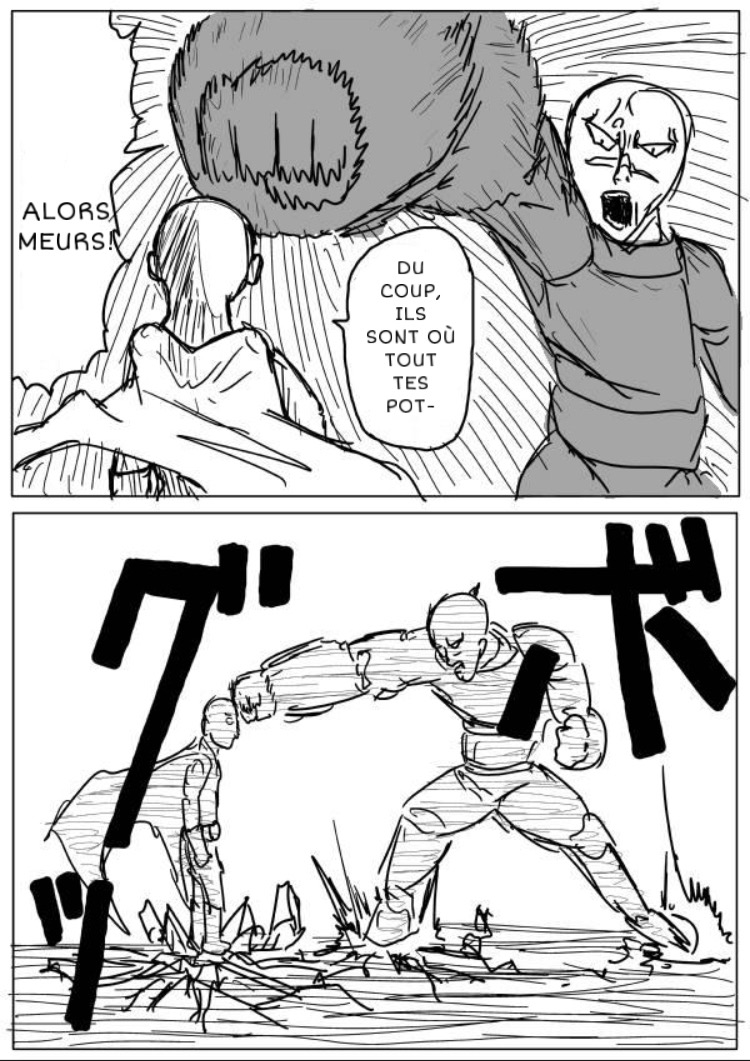 DU
COUP,
ILS
SONT OÙ
TOUT
TES
POT-
ALORS
MEURS!
ボグッ